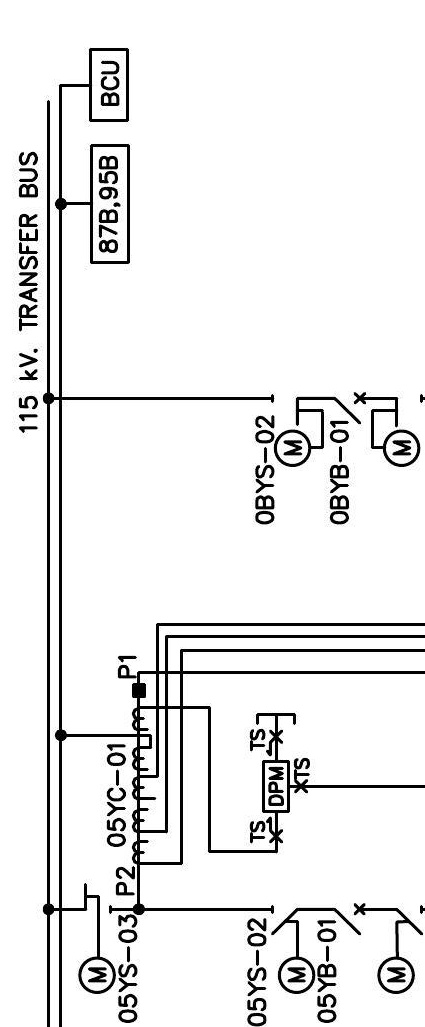 BCU
87B,95B
115 kV. TRANSFER BUS
0BYS-02
M
0BYB-01
M
P1
05YC-01
TS
DPM
TS
TS
P2
05YS-03
M
05YS-02
M
05YB-01
M